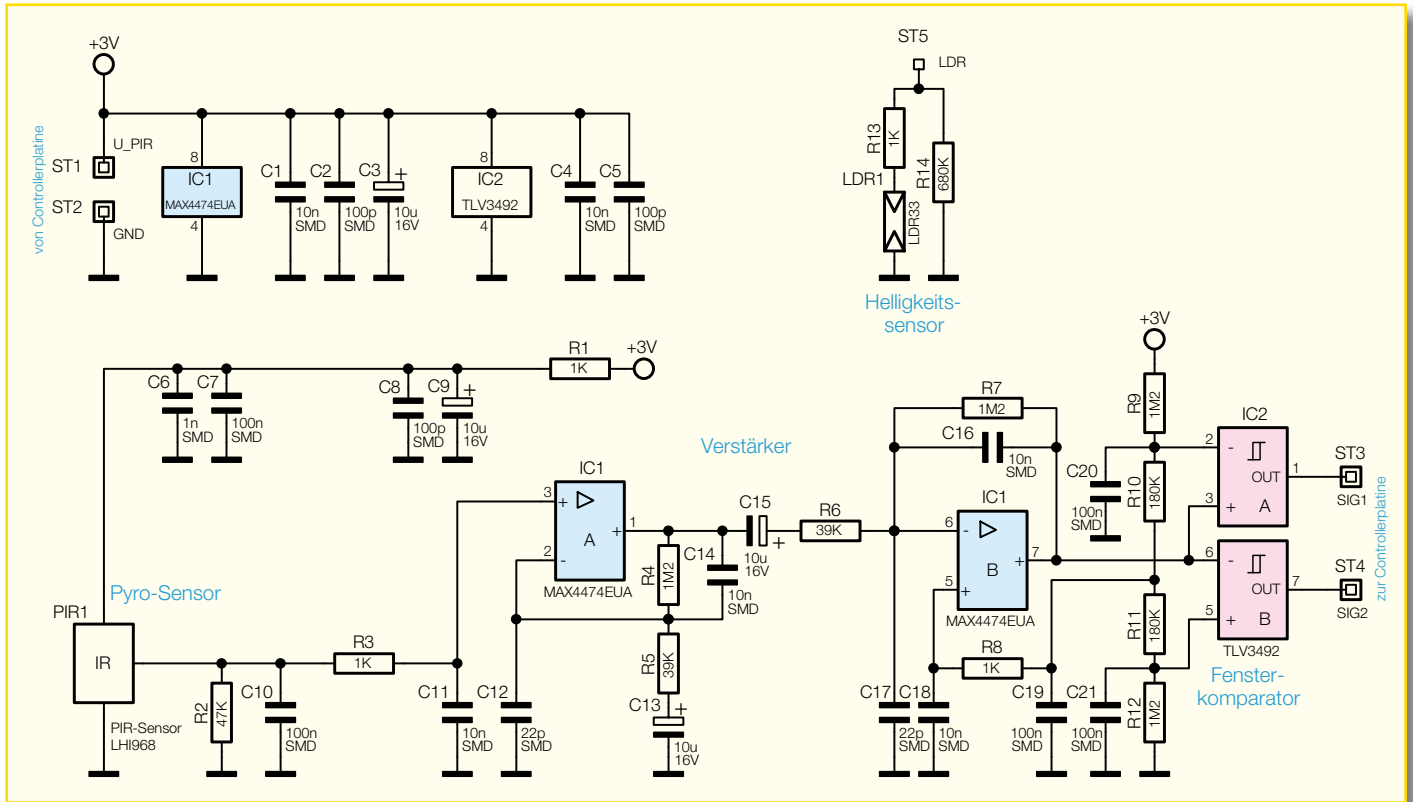 +3V
von Controllerplatine
ST1
U_PIR
ST2
GND
8
IC1
MAX4474EUA
4
C1
10n
SMD
C2
100p
SMD
C3
+
10u
16V
8
IC2
TLV3492
4
C4
10n
SMD
C5
100p
SMD
ST5
LDR
R13
1K
R14
680K
LDR1
LDR33
Helligkeits-
sensor
R1
1K
+3V
C6
1n
SMD
C7
100n
SMD
C8
100p
SMD
C9
+
10u
16V
Verstärker
Pyro-Sensor
PIR1
IR
PIR-Sensor
LHI968
R2
47K
C10
100n
SMD
R3
1K
C11
10n
SMD
C12
22p
SMD
IC1
3
+
2
-
A
+
1
MAX4474EUA
R4
1M2
C14
10n
SMD
R5
39K
C13
+
10u
16V
C15
+
10u
16V
R6
39K
R7
1M2
C16
10n
SMD
IC1
6
-
5
+
B
+
7
MAX4474EUA
R8
1K
C17
22p
SMD
C18
10n
SMD
C19
100n
SMD
C21
100n
SMD
+3V
R9
1M2
C20
100n
SMD
R10
180K
R11
180K
R12
1M2
IC2
2
-
OUT
1
3
+
A
6
-
OUT
7
5
+
B
TLV3492
ST3
SIG1
ST4
SIG2
zur Controllerplatine
Fenster-
komparator